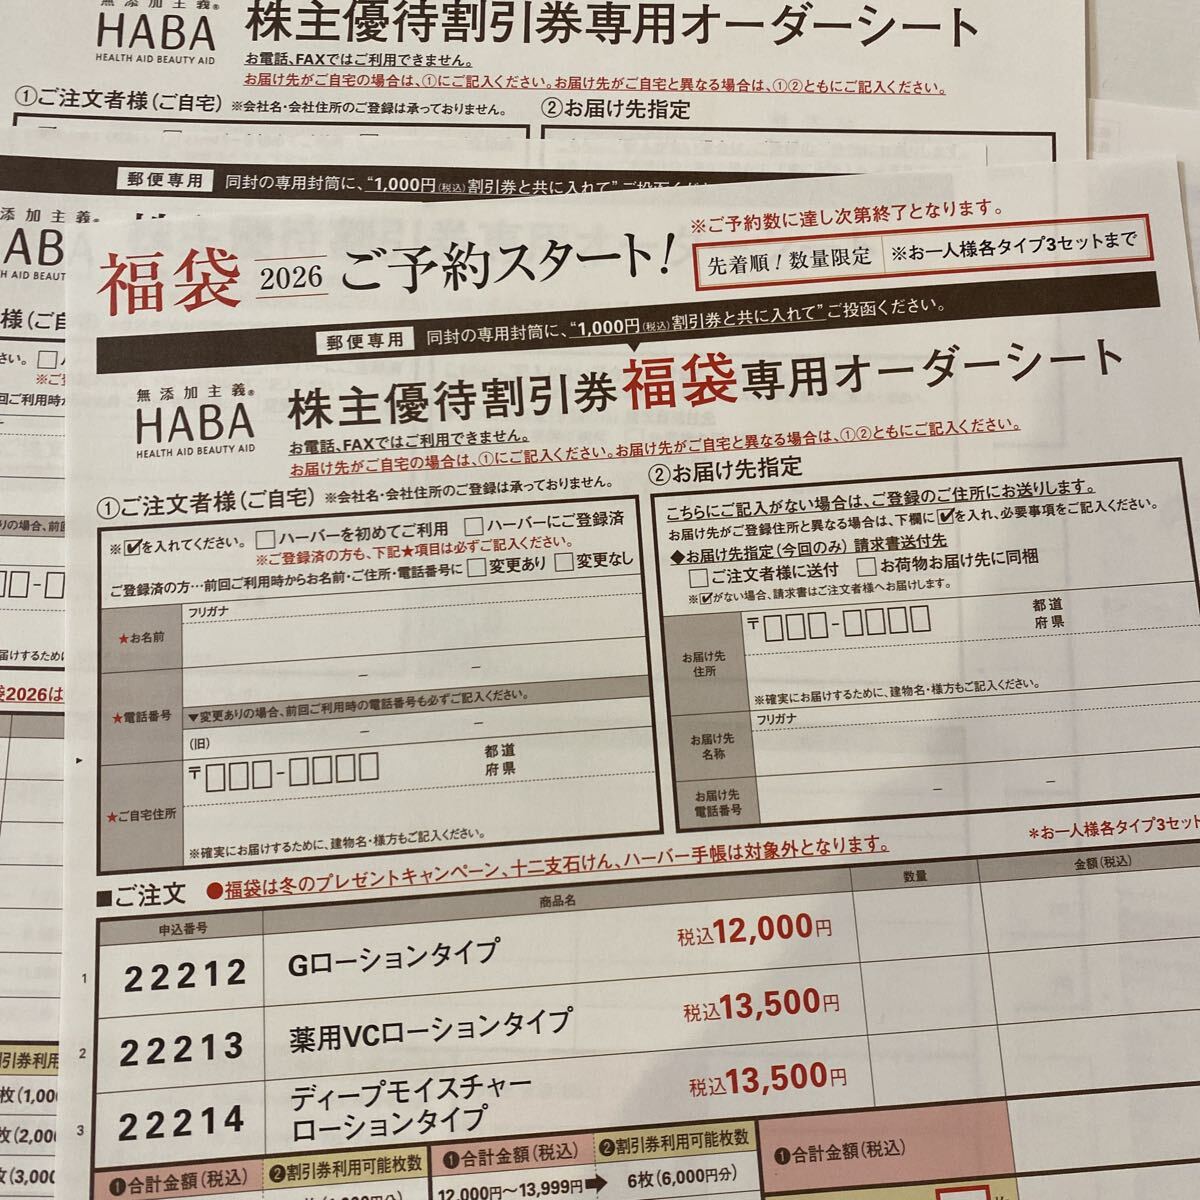 無添加主義®
HABA
HEALTH AID BEAUTY AID
株主優待割引券専用オーダーシート
お電話、FAXではご利用できません。
お届け先がご自宅の場合は、①にご記入ください。お届け先がご自宅と異なる場合は、①②ともにご記入ください。
①ご注文者様(ご自宅) ※会社名・会社住所のご登録は承っておりません。
②お届け先指定
郵便専用 同封の専用封筒に、“1,000円(税込)割引券と共に入れて”
福袋 2026 ご予約スタート!
※ご予約数に達し次第終了となります。
先着順!数量限定 ※お一人様各タイプ3セットまで
郵便専用 同封の専用封筒に、“1,000円(税込)割引券と共に入れて”ご投函ください。
無添加主義®
HABA
HEALTH AID BEAUTY AID
株主優待割引券福袋専用オーダーシート
お電話、FAXではご利用できません。
お届け先がご自宅の場合は、①にご記入ください。お届け先がご自宅と異なる場合は、①②ともにご記入ください。
①ご注文者様(ご自宅) ※会社名・会社住所のご登録は承っておりません。
※☑を入れてください。 □ハーバーを初めてご利用 □ハーバーにご登録済
※ご登録済の方も、下記★項目は必ずご記入ください。
ご登録済の方…前回ご利用時からお名前・ご住所・電話番号に □変更あり □変更なし
★お名前
フリガナ
★電話番号
▼変更ありの場合、前回ご利用時の電話番号も必ずご記入ください。
(旧)
★ご自宅住所
〒□□□-□□□□
都道
府県
※確実にお届けするために、建物名・様方もご記入ください。
②お届け先指定
こちらにご記入がない場合は、ご登録のご住所にお送りします。
お届け先がご登録住所と異なる場合は、下欄に☑を入れ、必要事項をご記入ください。
◆お届け先指定(今回のみ) 請求書送付先
□ご注文者様に送付 □お荷物お届け先に同梱
※☑がない場合、請求書はご注文者様へお届けします。
お届け先
住所
〒□□□-□□□□
都道
府県
※確実にお届けするために、建物名・様方もご記入ください。
お届け先
名称
フリガナ
お届け先
電話番号
■ご注文 ●福袋は冬のプレゼントキャンペーン、十二支石けん、ハーバー手帳は対象外となります。
*お一人様各タイプ3セット
申込番号 商品名 数量 金額(税込)
1 22212 Gローションタイプ 税込12,000円
2 22213 薬用VCローションタイプ 税込13,500円
3 22214 ディープモイスチャー
ローションタイプ 税込13,500円
❶合計金額(税込) ❷割引券利用可能枚数 ❶合計金額(税込) ❷割引券利用可能枚数
12,000円〜13,999円➡ 6枚(6,000円分)
❶合計金額(税込)